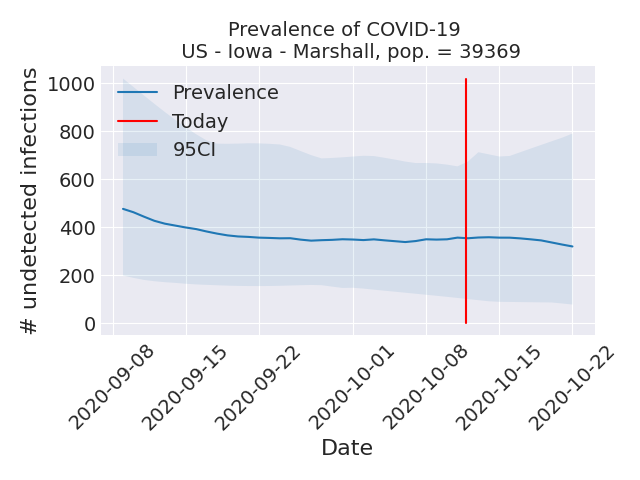 Prevalence of COVID-19
US - Iowa - Marshall, pop. = 39369
# undetected infections
1000
800
600
400
200
0
Prevalence
Today
95CI
2020-09-08
2020-09-15
2020-09-22
2020-10-01
2020-10-08
2020-10-15
2020-10-22
Date